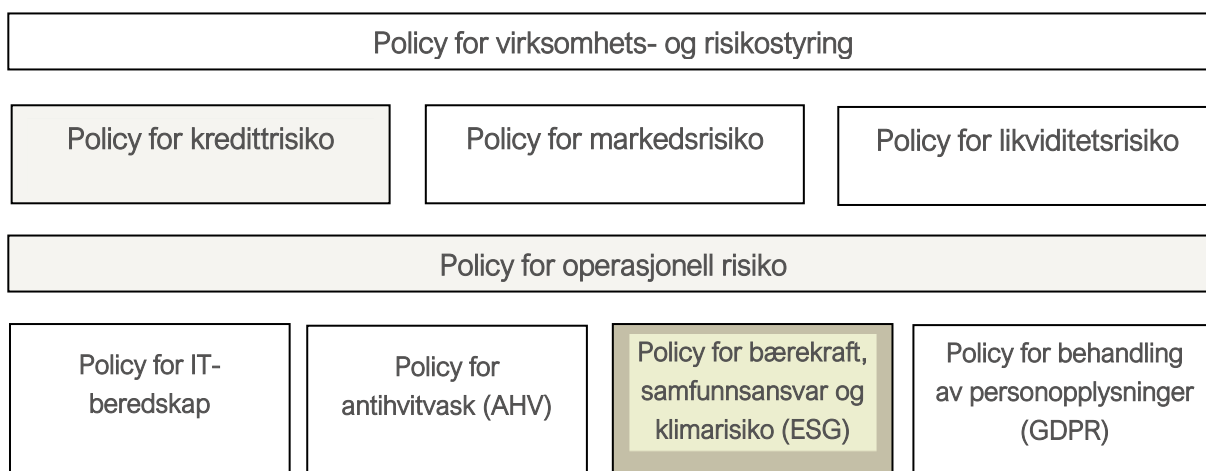 Policy for virksomhets- og risikostyring
Policy for kredittrisiko
Policy for markedsrisiko
Policy for likviditetsrisiko
Policy for operasjonell risiko
Policy for IT-
beredskap
Policy for
antihvitvask (AHV)
Policy for bærekraft,
samfunnsansvar og
klimarisiko (ESG)
Policy for behandling
av personopplysninger
(GDPR)